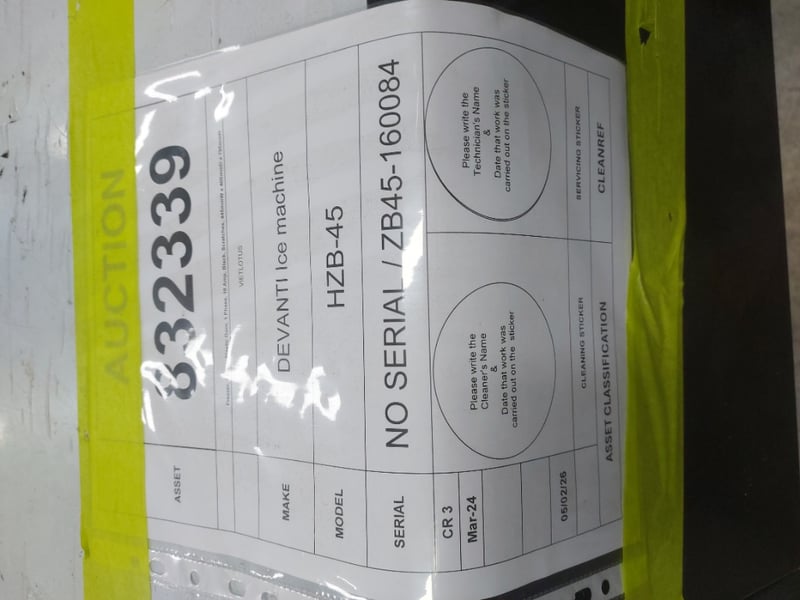 AUCTION
ASSET
832339
VIETLOTUS
MAKE
DEVANTI Ice machine
MODEL
HZB-45
SERIAL
NO SERIAL / ZB45-160084
CR 3
Mar-24
05/02/26
Please write the
Cleaner's Name
&
Date that work was
carried out on the sticker
Please write the
Technician's Name
&
Date that work was
carried out on the sticker
CLEANING STICKER
SERVICING STICKER
ASSET CLASSIFICATION
CLEANREF